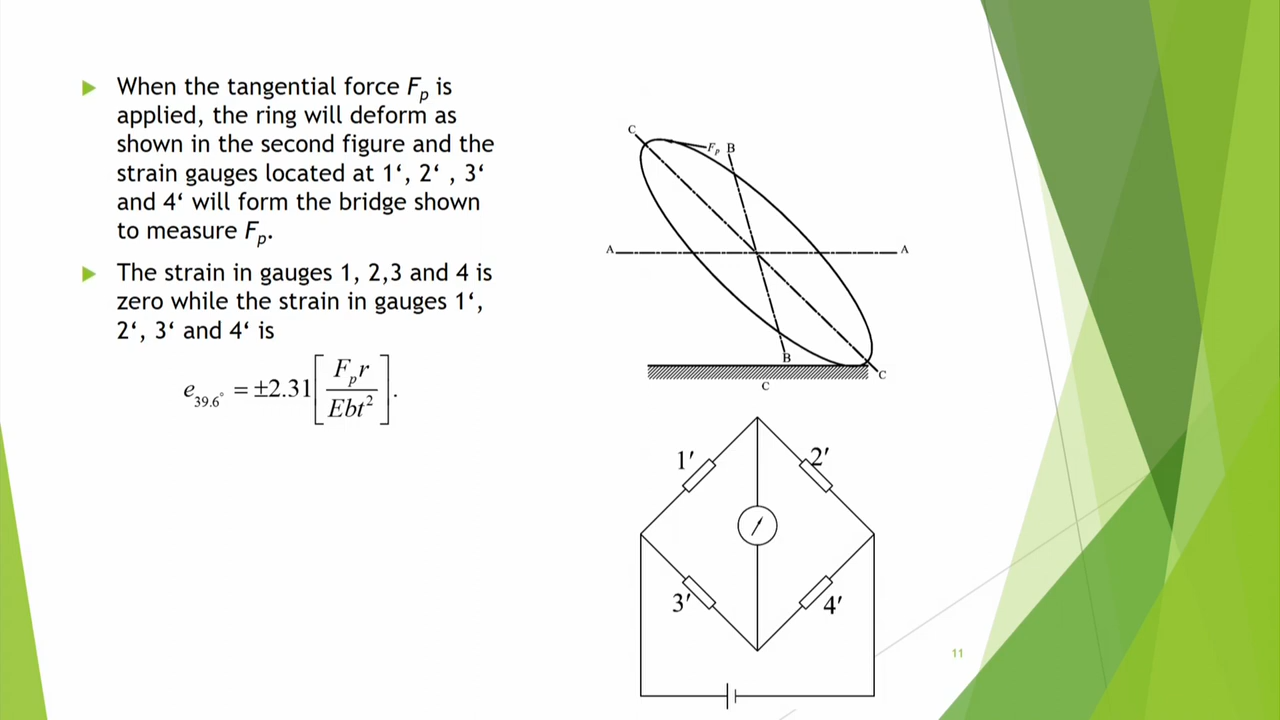 When the tangential force Fp is
applied, the ring will deform as
shown in the second figure and the
strain gauges located at 1‘, 2‘ , 3‘
and 4‘ will form the bridge shown
to measure Fp.
The strain in gauges 1, 2,3 and 4 is
zero while the strain in gauges 1‘,
2‘, 3‘ and 4‘ is
e39.6° = ±2.31[Fpr/Ebt²].
C
Fp B
A
A
B
C
C
1′
2′
3′
4′
11